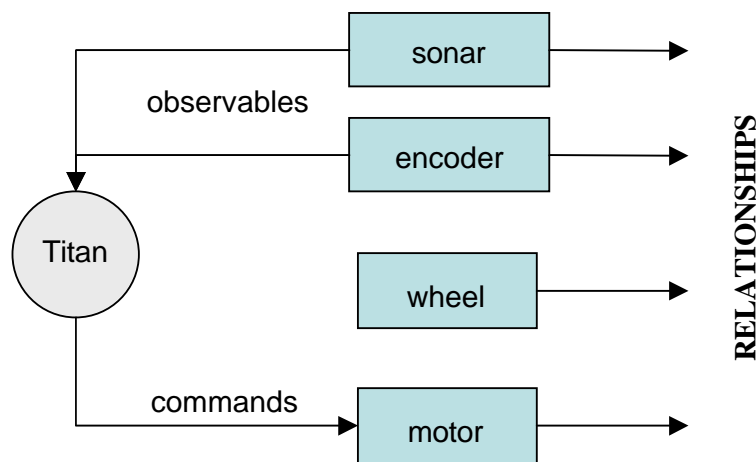 sonar
observables
encoder
Titan
wheel
commands
motor
RELATIONSHIPS